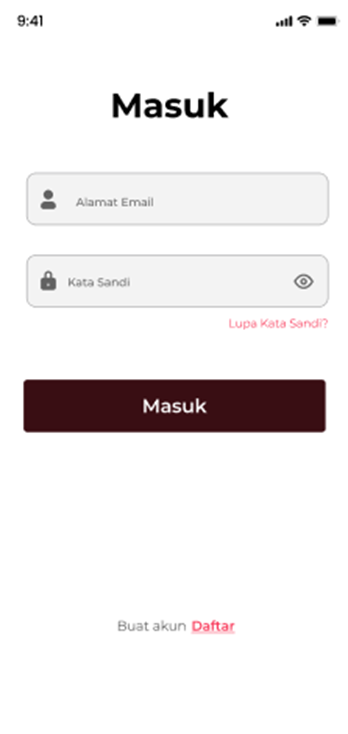 9:41
Masuk
Alamat Email
Kata Sandi
Lupa Kata Sandi?
Masuk
Buat akun Daftar